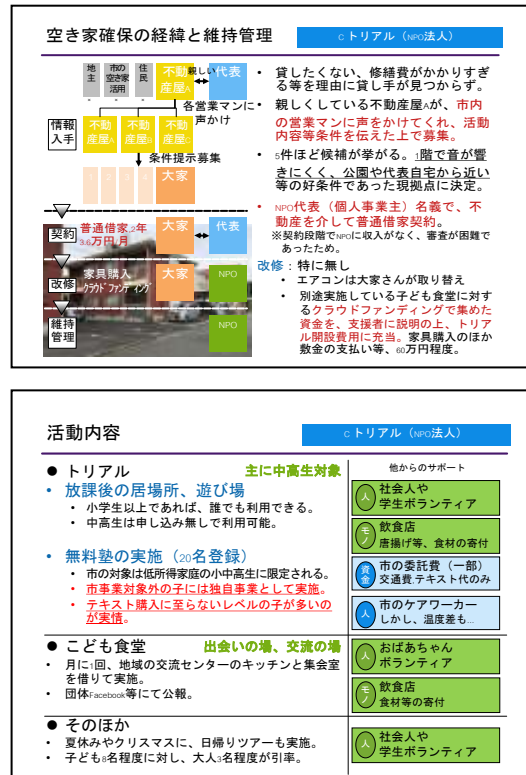 空き家確保の経緯と維持管理
C トリアル（NPO法人）
地主
市の空き家活用
住民
不動産屋A
親しい
代表
各営業マンに
声かけ
情報
入手
不動
産屋A
不動
産屋B
不動
産屋C
条件提示募集
1
2
3
4
大家
契約
普通借家2年
3.6万円/月
大家
代表
改修
家具購入
クラウドファンディング
大家
NPO
維持
管理
NPO
• 貸したくない、修繕費がかかりすぎ
る等を理由に貸し手が見つからず。
• 親しくしている不動産屋Aが、市内
の営業マンに声をかけてくれ、活動
内容等条件を伝えた上で募集。
• 5件ほど候補が挙がる。1階で音が響
きにくく、公園や代表自宅から近い
等の好条件であった現拠点に決定。
• NPO代表（個人事業主）名義で、不
動産を介して普通借家契約。
※契約段階でNPOに収入がなく、審査が困難で
あったため。
改修：特に無し
• エアコンは大家さんが取り替え
• 別途実施している子ども食堂に対す
るクラウドファンディングで集めた
資金を、支援者に説明の上、トリア
ル開設費用に充当。家具購入のほか
敷金の支払い等、60万円程度。
活動内容
C トリアル（NPO法人）
● トリアル 主に中高生対象
• 放課後の居場所、遊び場
• 小学生以上であれば、誰でも利用できる。
• 中高生は申し込み無しで利用可能。
• 無料塾の実施（20名登録）
• 市の対象は低所得家庭の小中高生に限定される。
• 市事業対象外の子には独自事業として実施。
• テキスト購入に至らないレベルの子が多いの
が実情。
他からのサポート
人 社会人や
学生ボランティア
モノ 飲食店
唐揚げ等、食材の寄付
資金 市の委託費（一部）
交通費,テキスト代のみ
人 市のケアワーカー
しかし、温度差も…
● こども食堂 出会いの場、交流の場
• 月に1回、地域の交流センターのキッチンと集会室
を借りて実施。
• 団体Facebook等にて公報。
人 おばあちゃん
ボランティア
モノ 飲食店
食材等の寄付
● そのほか
• 夏休みやクリスマスに、日帰りツアーも実施。
• 子ども8名程度に対し、大人3名程度が引率。
人 社会人や
学生ボランティア